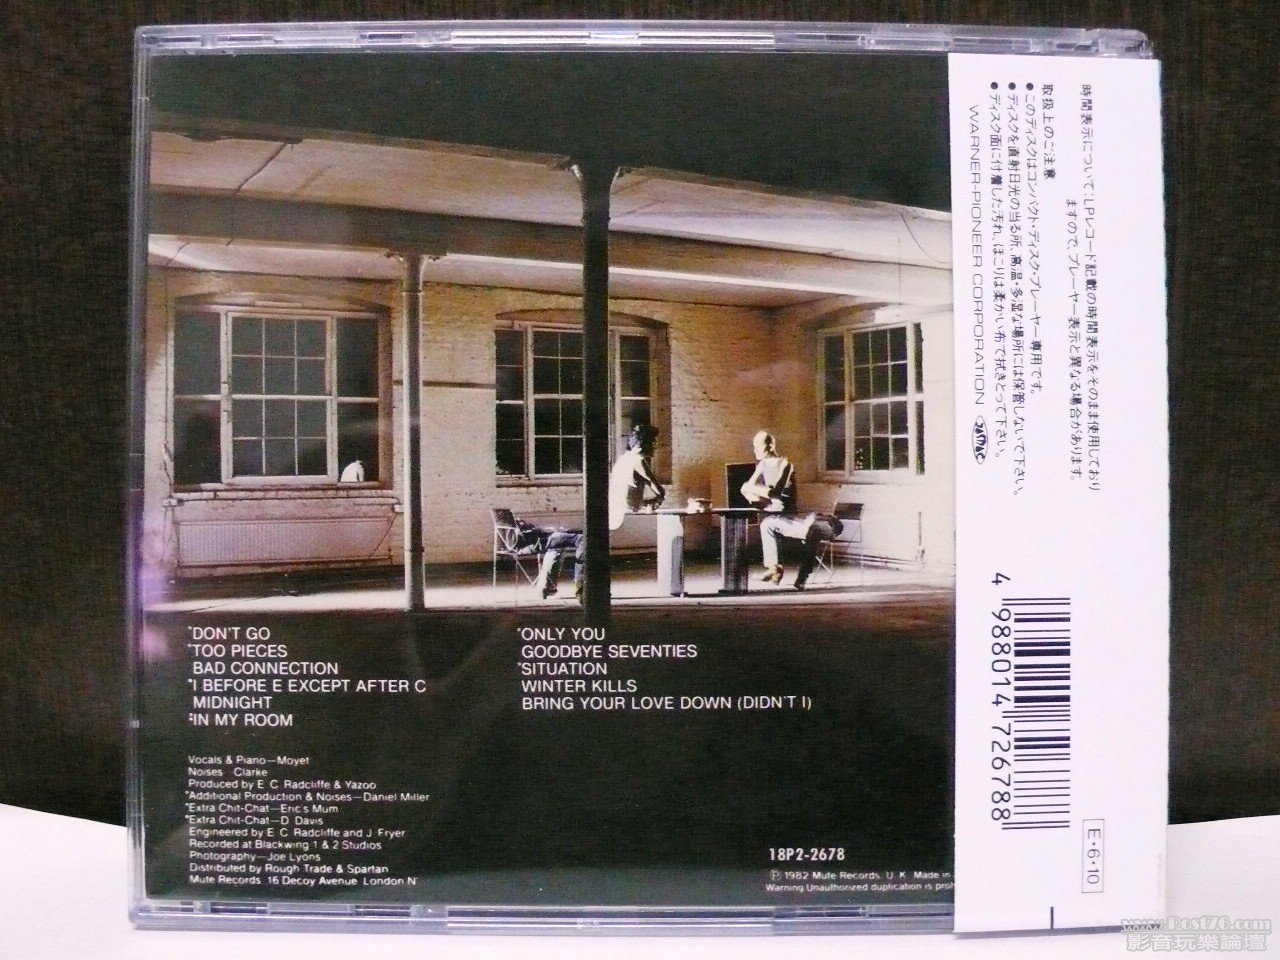 *DON'T GO
*TOO PIECES
BAD CONNECTION
*I BEFORE E EXCEPT AFTER C
MIDNIGHT
‡IN MY ROOM
*ONLY YOU
GOODBYE SEVENTIES
*SITUATION
WINTER KILLS
BRING YOUR LOVE DOWN (DIDN'T I)
Vocals & Piano—Moyet
Noises Clarke
Produced by E. C. Radcliffe & Yazoo
*Additional Production & Noises—Daniel Miller
*Extra Chit-Chat—Eric's Mum
*Extra Chit-Chat—D. Davis
Engineered by E. C. Radcliffe and J. Fryer
Recorded at Blackwing 1 & 2 Studios
Photography—Joe Lyons
Distributed by Rough Trade & Spartan
Mute Records. 16 Decoy Avenue London N
18P2-2678
Ⓟ 1982 Mute Records. U. K. Made in
Warning Unauthorized duplication is proh
時間表示について:LPレコード記載の時間表示をそのまま使用しており
ますので、プレーヤー表示と異なる場合があります。
取扱上のご注意
●このディスクはコンパクト・ディスク・プレーヤー専用です。
●ディスクを直射日光の当る所、高温・多湿な場所には保管しないで下さい。
●ディスク面に付着した汚れ、ほこりは柔かい布で拭きとって下さい。
WARNER-PIONEER CORPORATION JASRAC
4 988014 726788
E・6・10
www.Post76.com
影音玩樂論壇